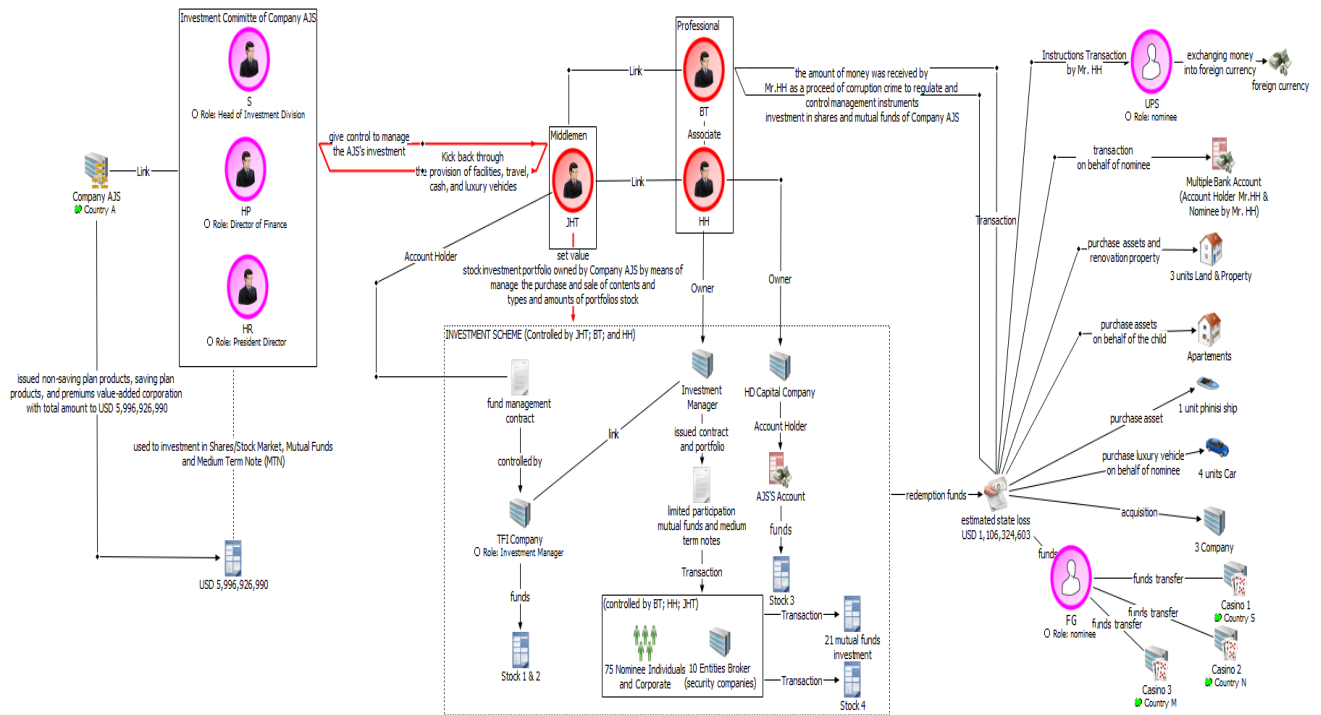 Investment Committe of Company AJS
S
Role: Head of Investment Division
HP
Role: Director of Finance
HR
Role: President Director
Company AJS
Country A
Link
issued non-saving plan products, saving plan
products, and premiums value-added corporation
with total amount to USD 5,996,926,990
used to investment in Shares/Stock Market, Mutual Funds
and Medium Term Note (MTN)
USD 5,996,926,990
give control to manage
the AJS's investment
Kick back through
the provision of facilities, travel,
cash, and luxury vehicles
Middlemen
JHT
Link
Link
Professional
BT
Associate
HH
the amount of money was received by
Mr.HH as a proceed of corruption crime to regulate and
control management instruments
investment in shares and mutual funds of Company AJS
Account Holder
set value
stock investment portfolio owned by Company AJS by means of
manage the purchase and sale of contents and
types and amounts of portfolios stock
Owner
Owner
INVESTMENT SCHEME (Controlled by JHT; BT; and HH)
fund management
contract
controlled by
TFI Company
Role: Investment Manager
funds
Stock 1 & 2
link
Investment
Manager
issued contract
and portfolio
limited participation
mutual funds and medium
term notes
Transaction
HD Capital Company
Account Holder
AJS'S Account
funds
Stock 3
(controlled by BT; HH; JHT)
75 Nominee Individuals
and Corporate
10 Entities Broker
(security companies)
Transaction
21 mutual funds
investment
Transaction
Stock 4
redemption funds
estimated state loss
USD 1,106,324,603
Transaction
Instructions Transaction
by Mr. HH
UPS
Role: nominee
exchanging money
into foreign currency
foreign currency
transaction
on behalf of nominee
Multiple Bank Account
(Account Holder Mr.HH &
Nominee by Mr. HH)
purchase assets and
renovation property
3 units Land & Property
purchase assets
on behalf of the child
Apartements
purchase asset
1 unit phinisi ship
purchase luxury vehicle
on behalf of nominee
4 units Car
acquisition
3 Company
funds
FG
Role: nominee
funds transfer
Casino 1
Country S
funds transfer
Casino 2
Country N
funds transfer
Casino 3
Country M